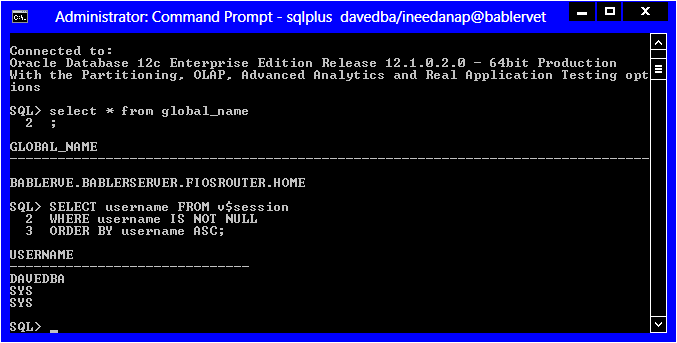 Administrator: Command Prompt - sqlplus  davedba/ineedanap@bablervet
Connected to:
Oracle Database 12c Enterprise Edition Release 12.1.0.2.0 - 64bit Production
With the Partitioning, OLAP, Advanced Analytics and Real Application Testing opt
ions
SQL> select * from global_name
  2  ;
GLOBAL_NAME
--------------------------------------------------------------------------------
BABLERVE.BABLERSERVER.FIOSROUTER.HOME
SQL> SELECT username FROM v$session
  2  WHERE username IS NOT NULL
  3  ORDER BY username ASC;
USERNAME
------------------------------
DAVEDBA
SYS
SYS
SQL> _